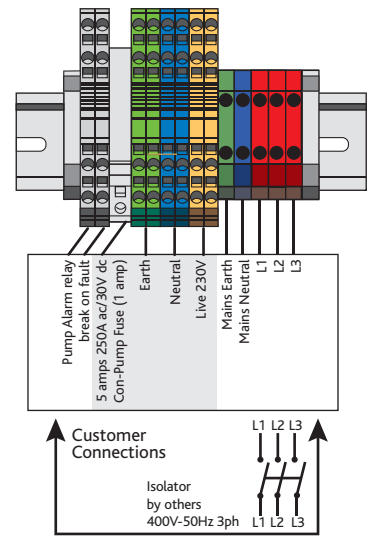 Pump Alarm relay
break on fault
5 amps 250A ac/30V dc
Con-Pump Fuse (1 amp)
Earth
Neutral
Live 230V
Mains Earth
Mains Neutral
L1
L2
L3
Customer
Connections
L1 L2 L3
Isolator
by others
400V-50Hz 3ph
L1 L2 L3